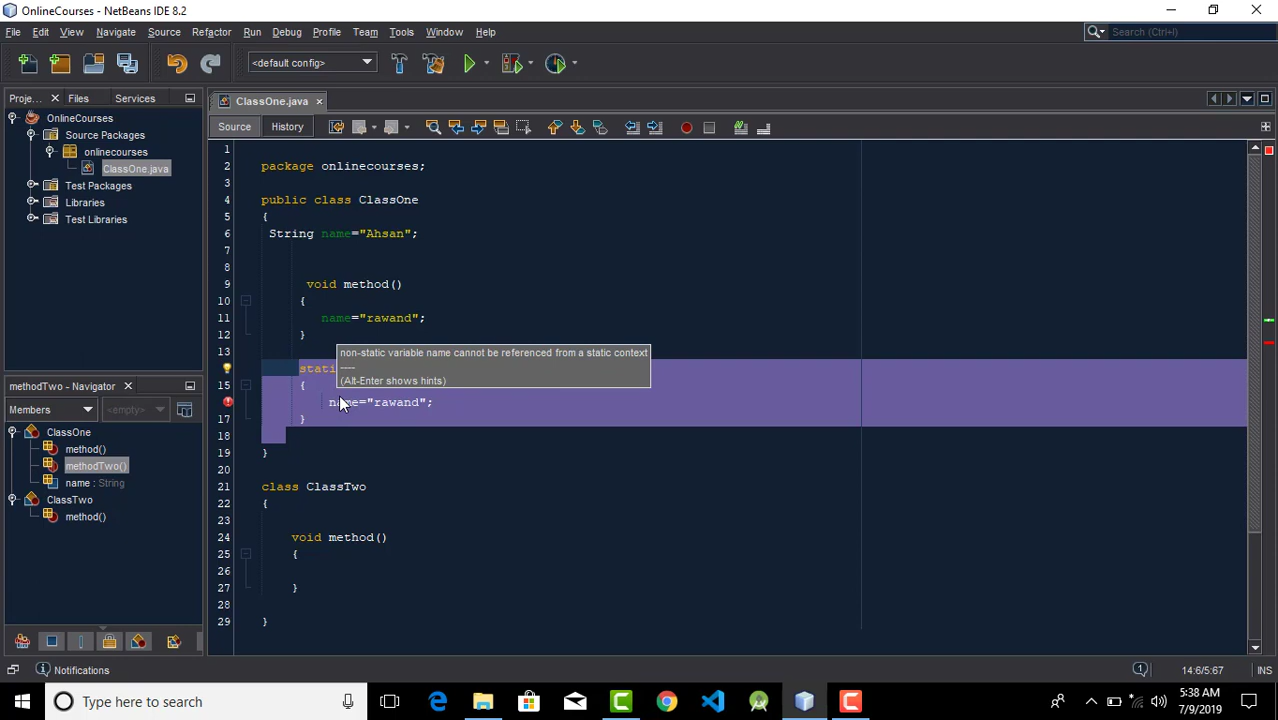 OnlineCourses - NetBeans IDE 8.2
File Edit View Navigate Source Refactor Run Debug Profile Team Tools Window Help
Search (Ctrl+I)
<default config>
Proje... Files Services
ClassOne.java
OnlineCourses
Source Packages
onlinecourses
ClassOne.java
Test Packages
Libraries
Test Libraries
Source History
1
2 package onlinecourses;
3
4 public class ClassOne
5 {
6 String name="Ahsan";
7
8
9 void method()
10 {
11 name="rawand";
12 }
13
stati
non-static variable name cannot be referenced from a static context
----
(Alt-Enter shows hints)
15 {
name="rawand";
17 }
18
19 }
20
21 class ClassTwo
22 {
23
24 void method()
25 {
26
27 }
28
29 }
methodTwo() - Navigator
Members
<empty>
ClassOne
method()
methodTwo()
name : String
ClassTwo
method()
Notifications
1
14:6/5:67
INS
Type here to search
5:38 AM
7/9/2019